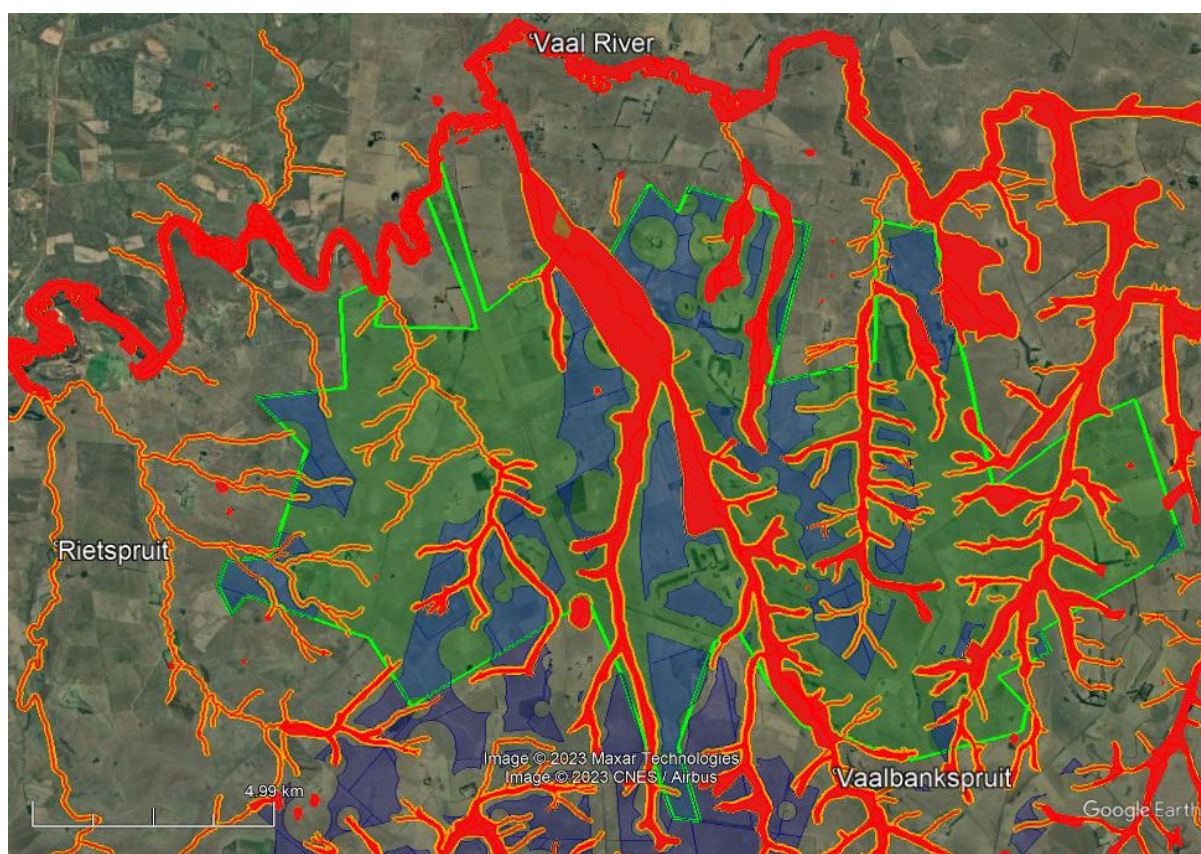 'Vaal River
'Rietspruit
Image © 2023 Maxar Technologies
Image © 2023 CNES / Airbus
4.99 km
'Vaalbankspruit
Google Earth